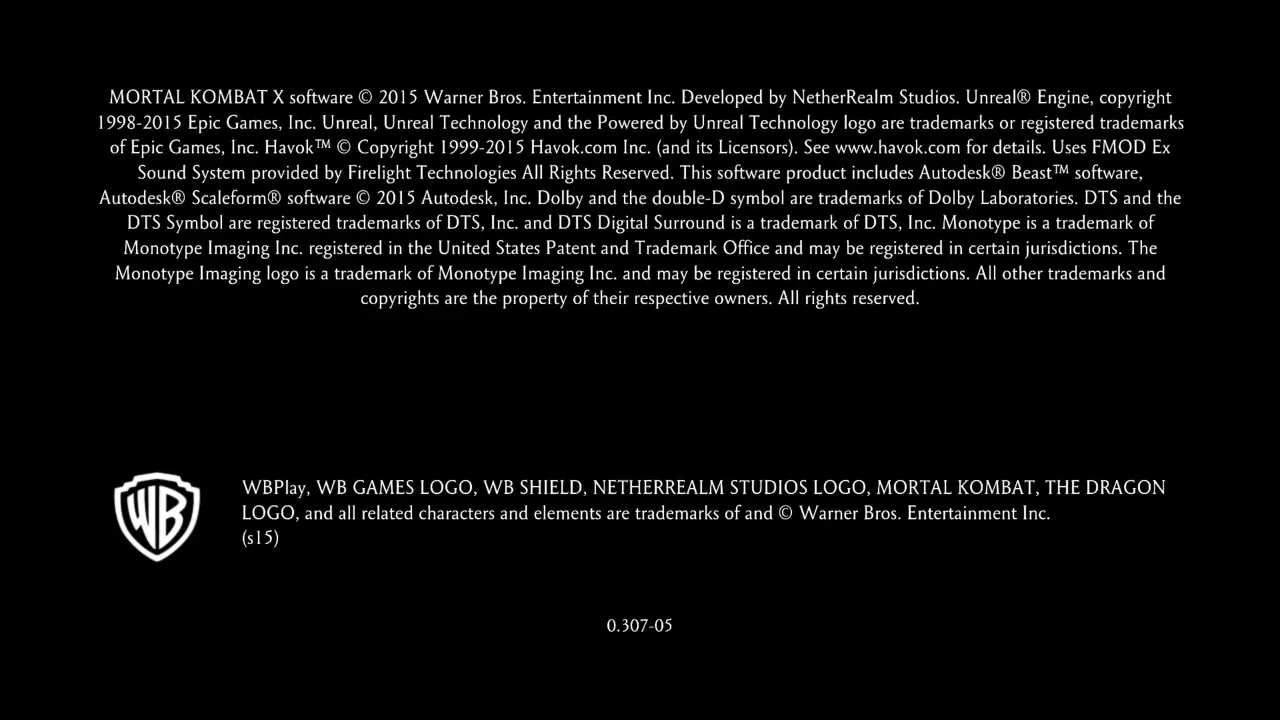 MORTAL KOMBAT X software © 2015 Warner Bros. Entertainment Inc. Developed by NetherRealm Studios. Unreal® Engine, copyright
1998-2015 Epic Games, Inc. Unreal, Unreal Technology and the Powered by Unreal Technology logo are trademarks or registered trademarks
of Epic Games, Inc. Havok™ © Copyright 1999-2015 Havok.com Inc. (and its Licensors). See www.havok.com for details. Uses FMOD Ex
Sound System provided by Firelight Technologies All Rights Reserved. This software product includes Autodesk® Beast™ software,
Autodesk® Scaleform® software © 2015 Autodesk, Inc. Dolby and the double-D symbol are trademarks of Dolby Laboratories. DTS and the
DTS Symbol are registered trademarks of DTS, Inc. and DTS Digital Surround is a trademark of DTS, Inc. Monotype is a trademark of
Monotype Imaging Inc. registered in the United States Patent and Trademark Office and may be registered in certain jurisdictions. The
Monotype Imaging logo is a trademark of Monotype Imaging Inc. and may be registered in certain jurisdictions. All other trademarks and
copyrights are the property of their respective owners. All rights reserved.
WB
WBPlay, WB GAMES LOGO, WB SHIELD, NETHERREALM STUDIOS LOGO, MORTAL KOMBAT, THE DRAGON
LOGO, and all related characters and elements are trademarks of and © Warner Bros. Entertainment Inc.
(s15)
0.307-05